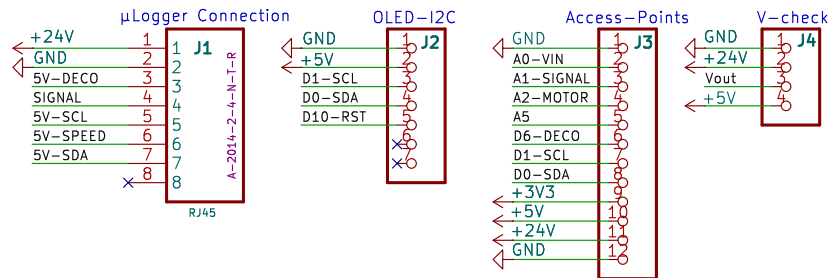 µLogger Connection
J1
+24V 1 1
GND 2 2
5V-DECO 3 3
SIGNAL 4 4
5V-SCL 5 5
5V-SPEED 6 6
5V-SDA 7 7
8 8
A-2014-2-4-N-T-R
RJ45
OLED-I2C
J2
GND 1
+5V 2
D1-SCL 3
D0-SDA 4
D10-RST 5
6
7
Access-Points
J3
GND 1
A0-VIN 2
A1-SIGNAL 3
A2-MOTOR 4
A5 5
D6-DECO 6
D1-SCL 7
D0-SDA 8
+3V3 9
+5V 10
+24V 11
GND 12
V-check
J4
GND 1
+24V 2
Vout 3
+5V 4